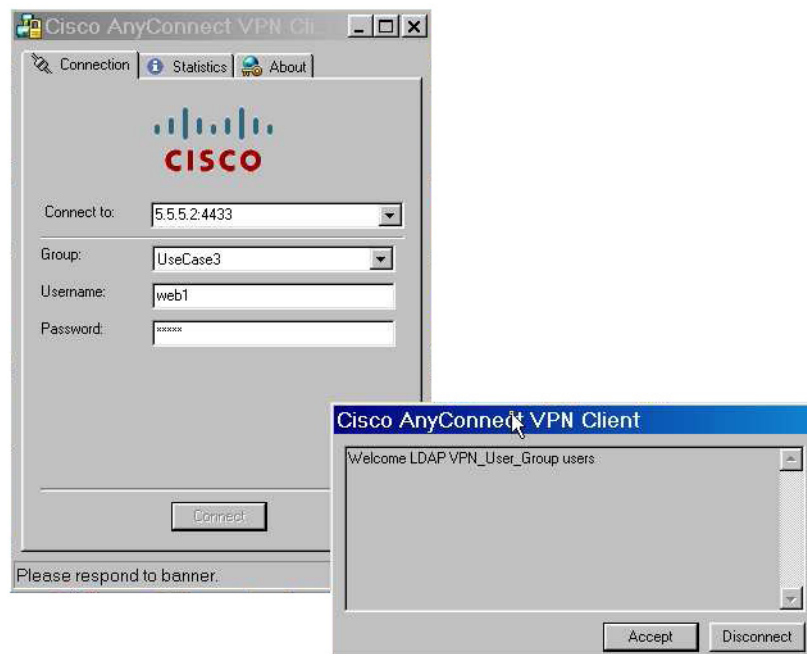 Cisco AnyConnect VPN Cli
Connection
Statistics
About
CISCO
Connect to:
5.5.5.2:4433
Group:
UseCase3
Username:
web1
Password:
*****
Connect
Please respond to banner.
Cisco AnyConnect VPN Client
Welcome LDAP VPN_User_Group users
Accept
Disconnect